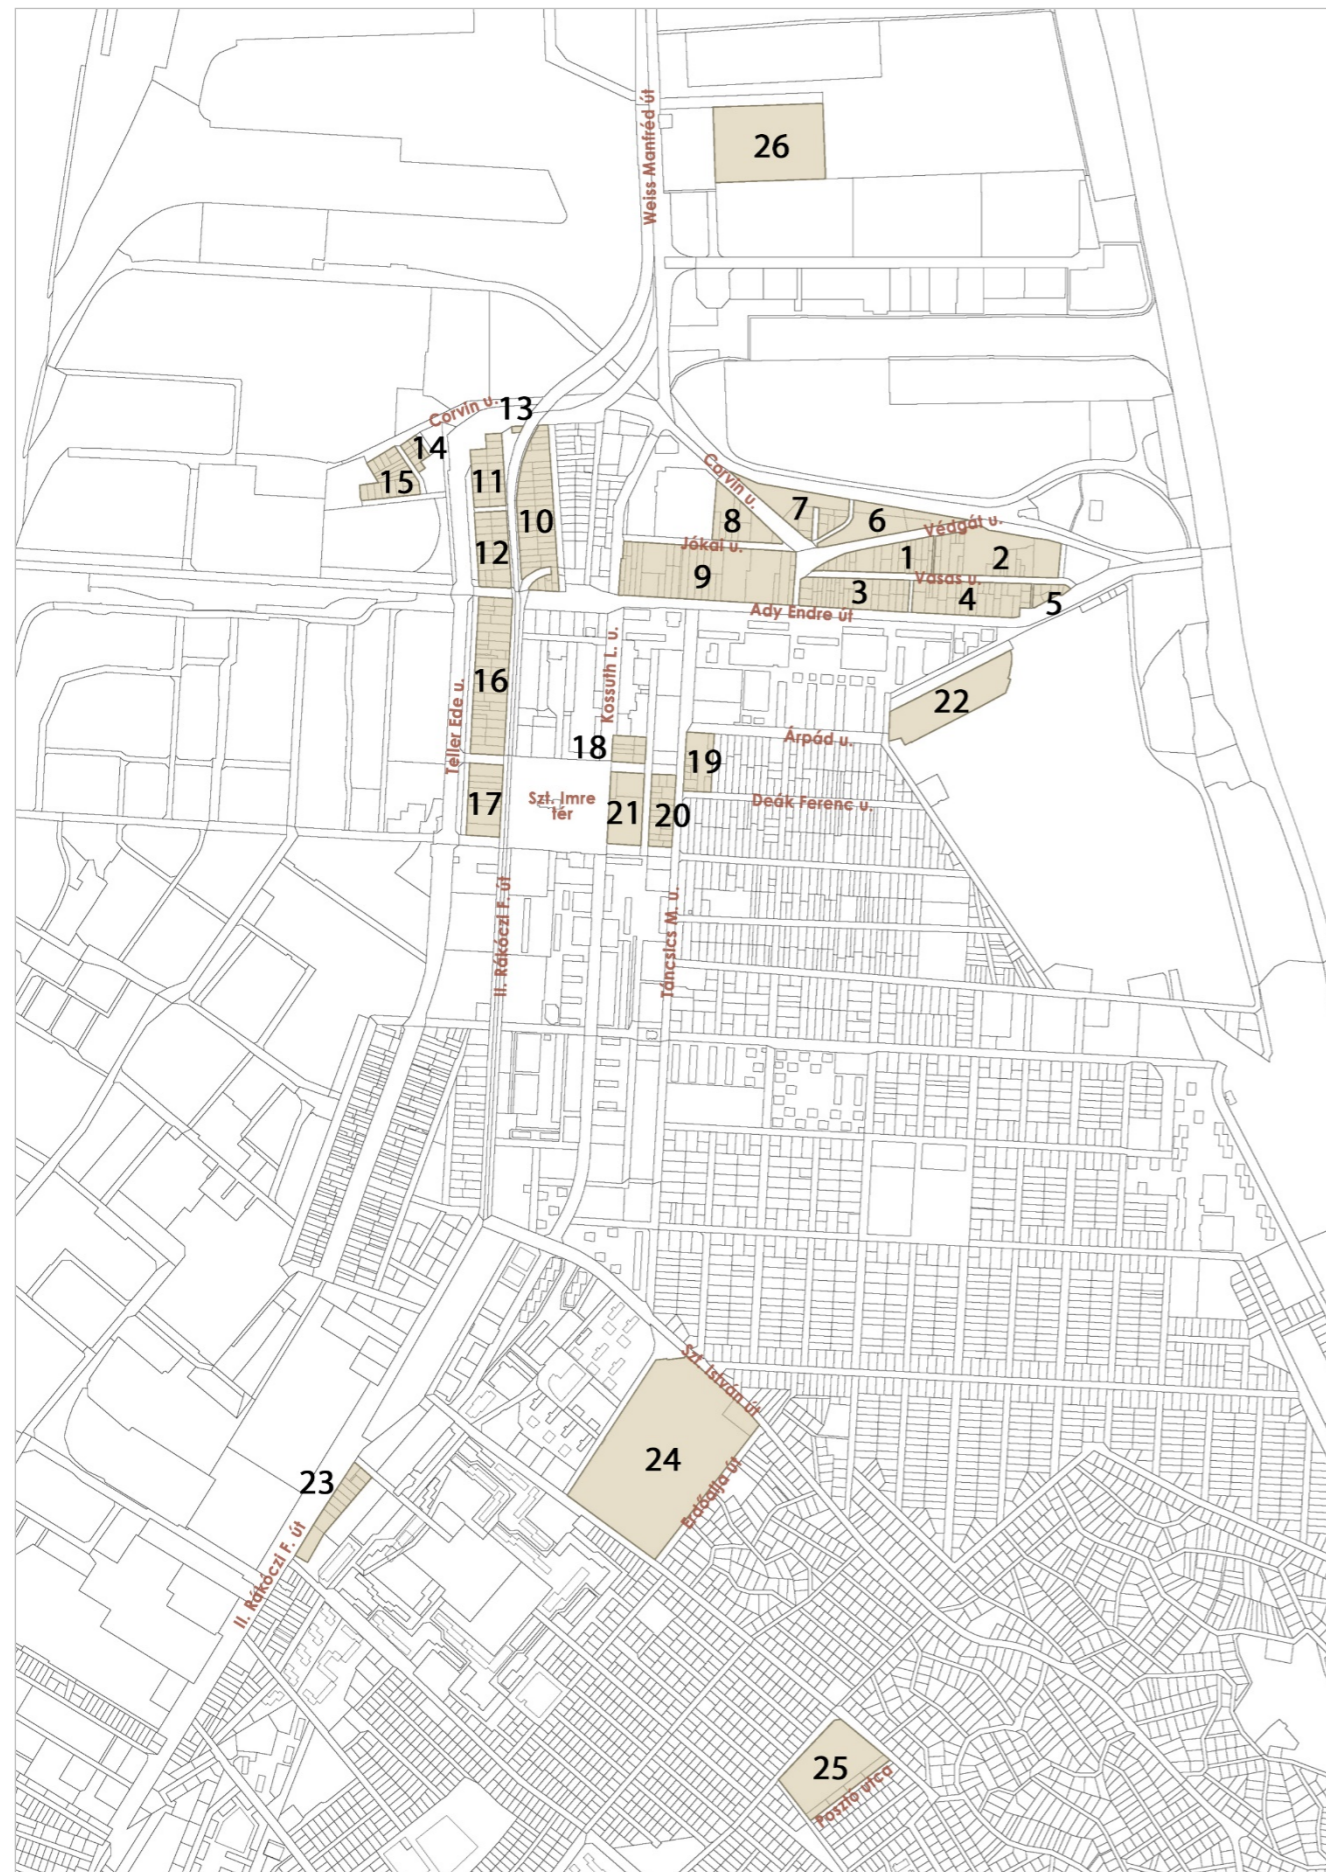 26
Weiss Manfréd út
Corvin u.
13
14
15
11
10
12
Corvin u.
8
7
6
Védgát u.
Jókai u.
9
1
2
Vasas u.
3
4
5
Ady Endre út
16
Teller Ede u.
Kossuth L. u.
22
18
19
Árpád u.
17
Szt. Imre
tér
21
20
Deák Ferenc u.
II. Rákóczi F. út
Táncsics M. u.
Szt. István út
24
Erdőalja út
23
II. Rákóczi F. út
25
Posztó utca